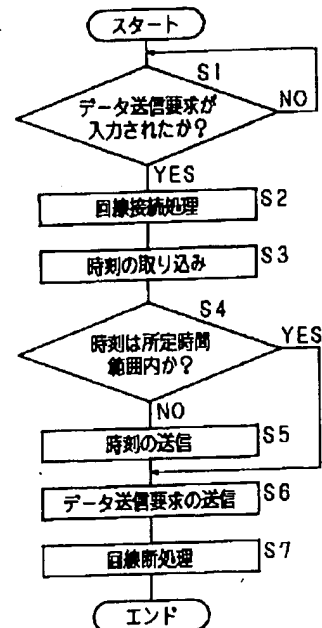 スタート
S1
データ送信要求が
入力されたか?
NO
YES
回線接続処理
S2
時刻の取り込み
S3
S4
時刻は所定時間
範囲内か?
YES
NO
時刻の送信
S5
データ送信要求の送信
S6
回線断処理
S7
エンド